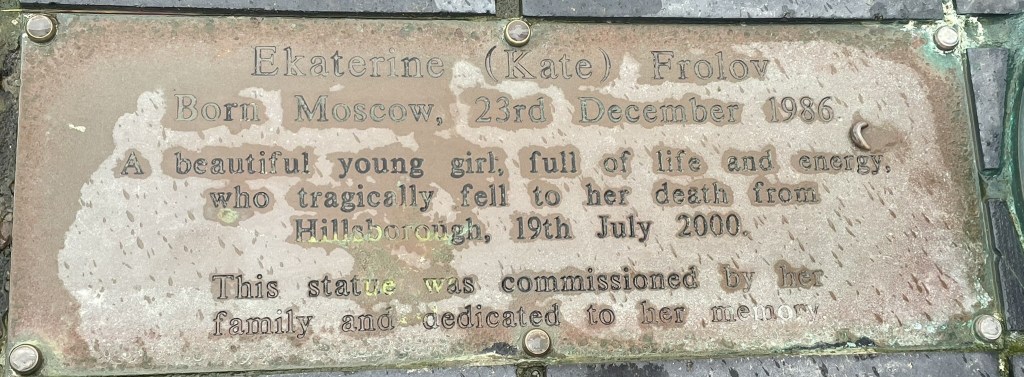 Ekaterine (Kate) Frolov
Born Moscow, 23rd December 1986.
A beautiful young girl, full of life and energy,
who tragically fell to her death from
Hillsborough, 19th July 2000.
This statue was commissioned by her
family and dedicated to her memory